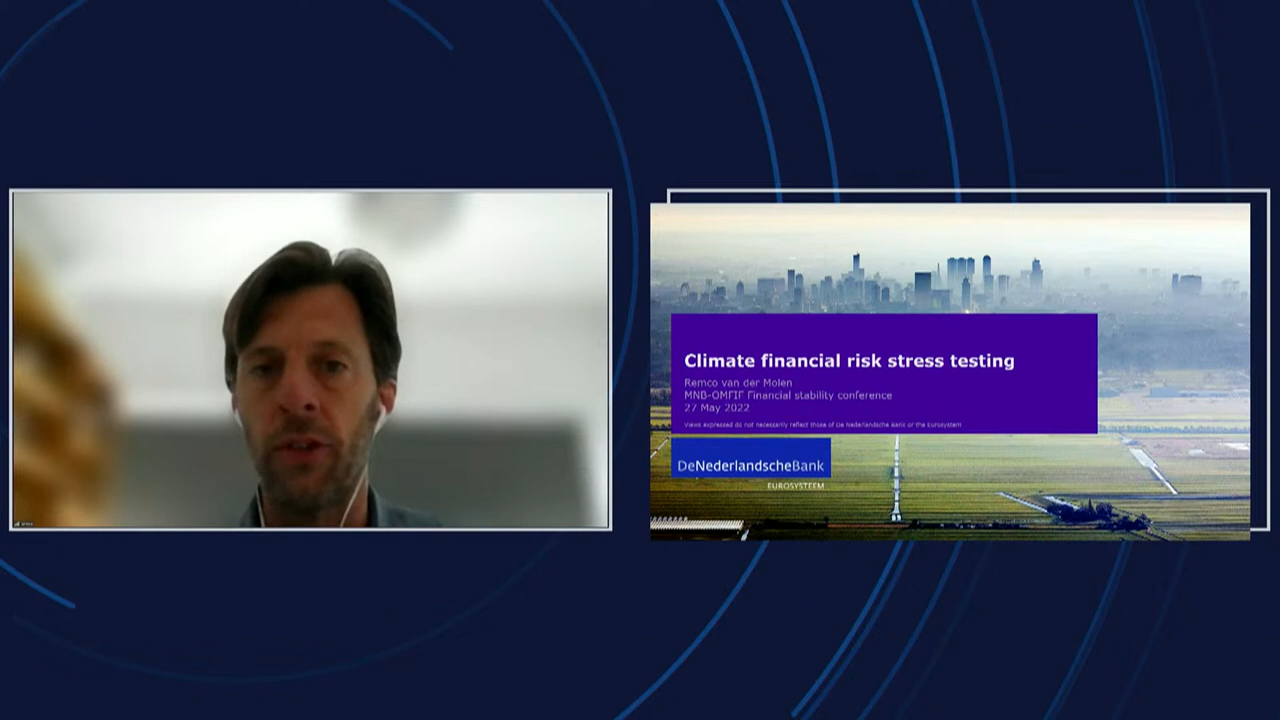 Climate financial risk stress testing
Remco van der Molen
MNB-OMFIF Financial stability conference
27 May 2022
Views expressed do not necessarily reflect those of De Nederlandsche Bank or the Eurosystem
DeNederlandscheBank
EUROSYSTEEM